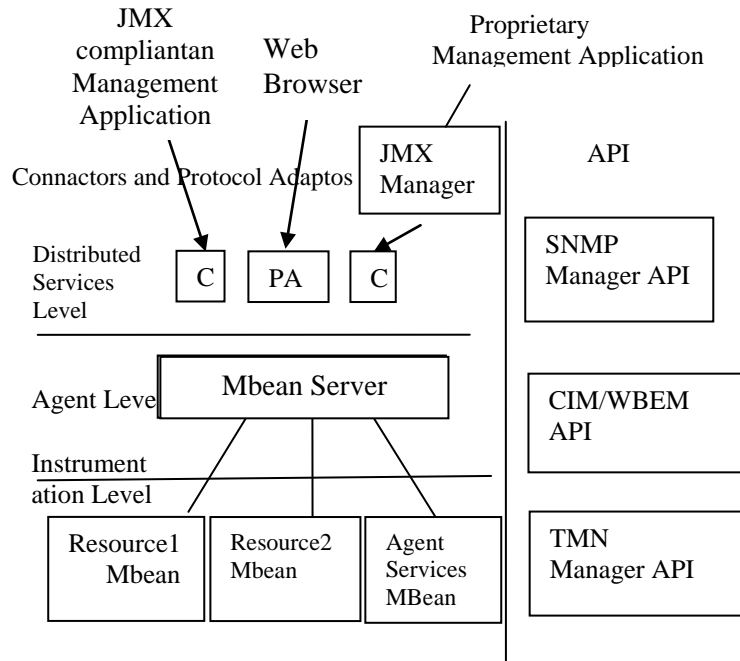 JMX
compliantan
Management
Application
Web
Browser
Proprietary
Management Application
JMX
Manager
API
Connactors and Protocol Adaptos
Distributed
Services
Level
C
PA
C
SNMP
Manager API
Mbean Server
Agent Leve
CIM/WBEM
API
Instrument
ation Level
Resource1
Mbean
Resource2
Mbean
Agent
Services
MBean
TMN
Manager API